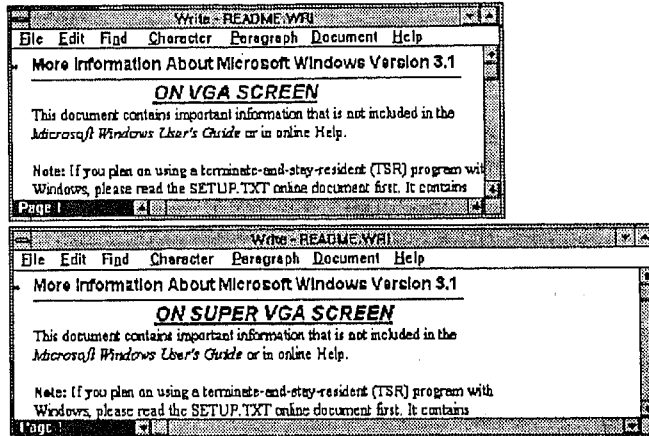 Write - README.WRI
File Edit Find Character Paragraph Document Help
More Information About Microsoft Windows Version 3.1
ON VGA SCREEN
This document contains important information that is not included in the
Microsoft Windows User's Guide or in online Help.
Note: If you plan on using a terminate-and-stay-resident (TSR) program wit
Windows, please read the SETUP.TXT online document first. It contains
Page 1
Write - README.WRI
File Edit Find Character Paragraph Document Help
More Information About Microsoft Windows Version 3.1
ON SUPER VGA SCREEN
This document contains important information that is not included in the
Microsoft Windows User's Guide or in online Help.
Note: If you plan on using a terminate-and-stay-resident (TSR) program with
Windows, please read the SETUP.TXT online document first. It contains
Page 1